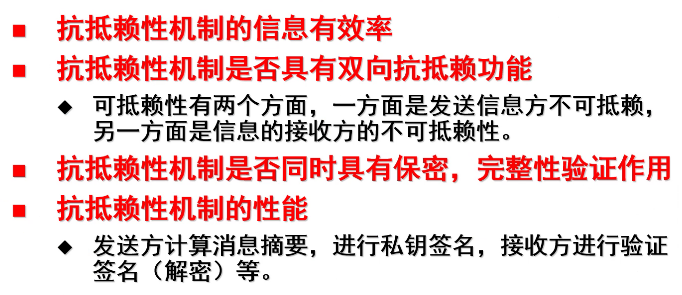 ■ 抗抵赖性机制的信息有效率
■ 抗抵赖性机制是否具有双向抗抵赖功能
◆ 可抵赖性有两个方面，一方面是发送信息方不可抵赖，
另一方面是信息的接收方的不可抵赖性。
■ 抗抵赖性机制是否同时具有保密，完整性验证作用
■ 抗抵赖性机制的性能
◆ 发送方计算消息摘要，进行私钥签名，接收方进行验证
签名（解密）等。